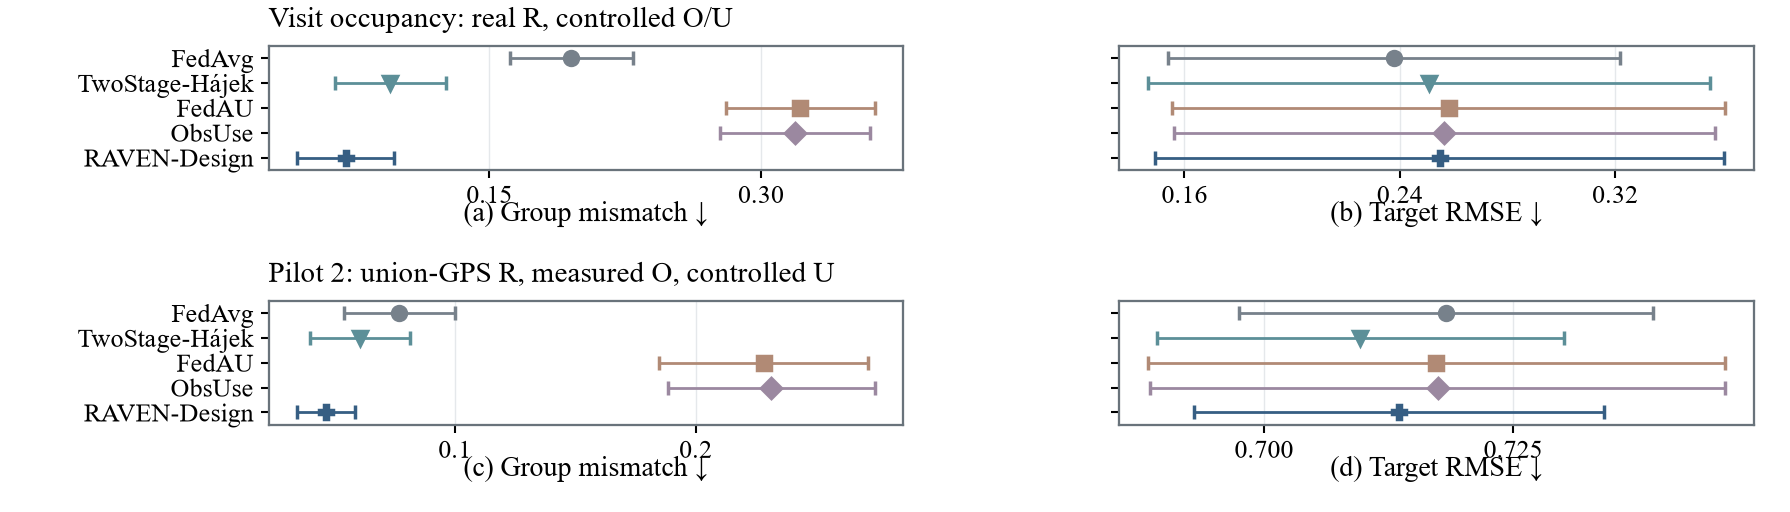 Visit occupancy: real R, controlled O/U
FedAvg
TwoStage-Hájek
FedAU
ObsUse
RAVEN-Design
0.15 0.30
(a) Group mismatch ↓
0.16 0.24 0.32
(b) Target RMSE ↓
Pilot 2: union-GPS R, measured O, controlled U
FedAvg
TwoStage-Hájek
FedAU
ObsUse
RAVEN-Design
0.1 0.2
(c) Group mismatch ↓
0.700 0.725
(d) Target RMSE ↓